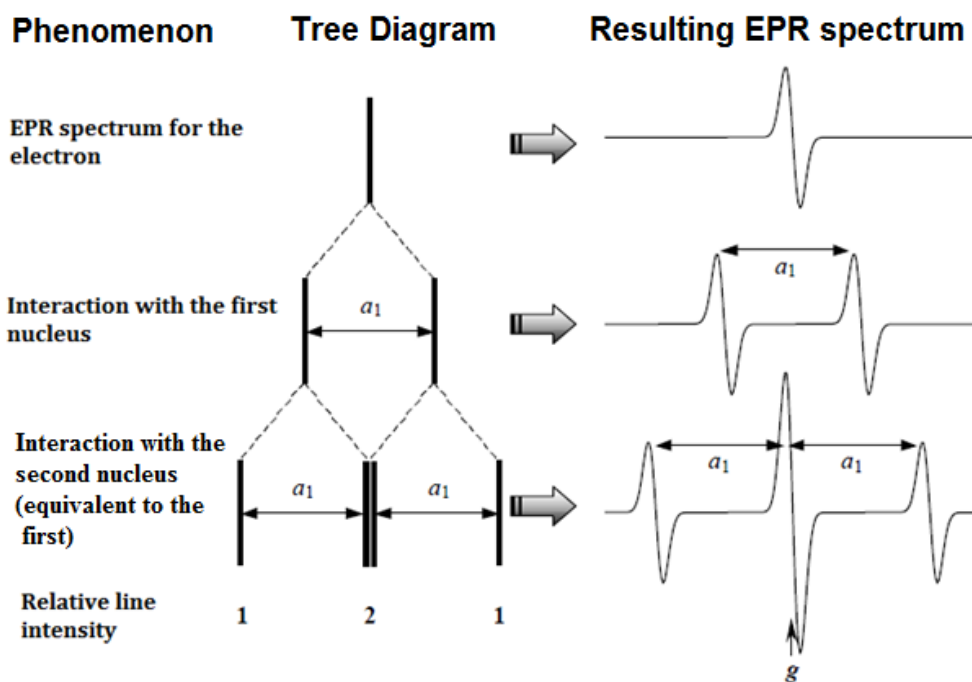 Phenomenon
Tree Diagram
Resulting EPR spectrum
EPR spectrum for the
electron
Interaction with the first
nucleus
a₁
a₁
Interaction with the
second nucleus
(equivalent to the
first)
a₁
a₁
a₁
a₁
Relative line
intensity
1
2
1
g